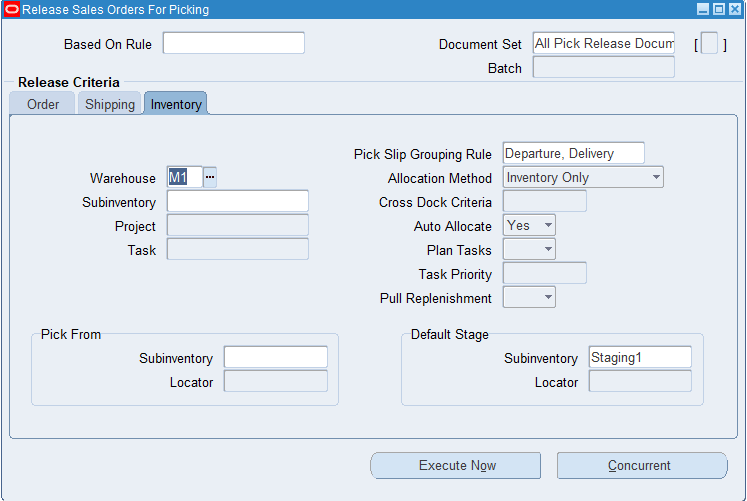 Release Sales Orders For Picking
Based On Rule
Document Set All Pick Release Docum [ ]
Batch
Release Criteria
Order Shipping Inventory
Pick Slip Grouping Rule Departure, Delivery
Warehouse M1 ... Allocation Method Inventory Only
Subinventory Cross Dock Criteria
Project Auto Allocate Yes
Task Plan Tasks
Task Priority
Pull Replenishment
Pick From Default Stage
Subinventory Subinventory Staging1
Locator Locator
Execute Now Concurrent